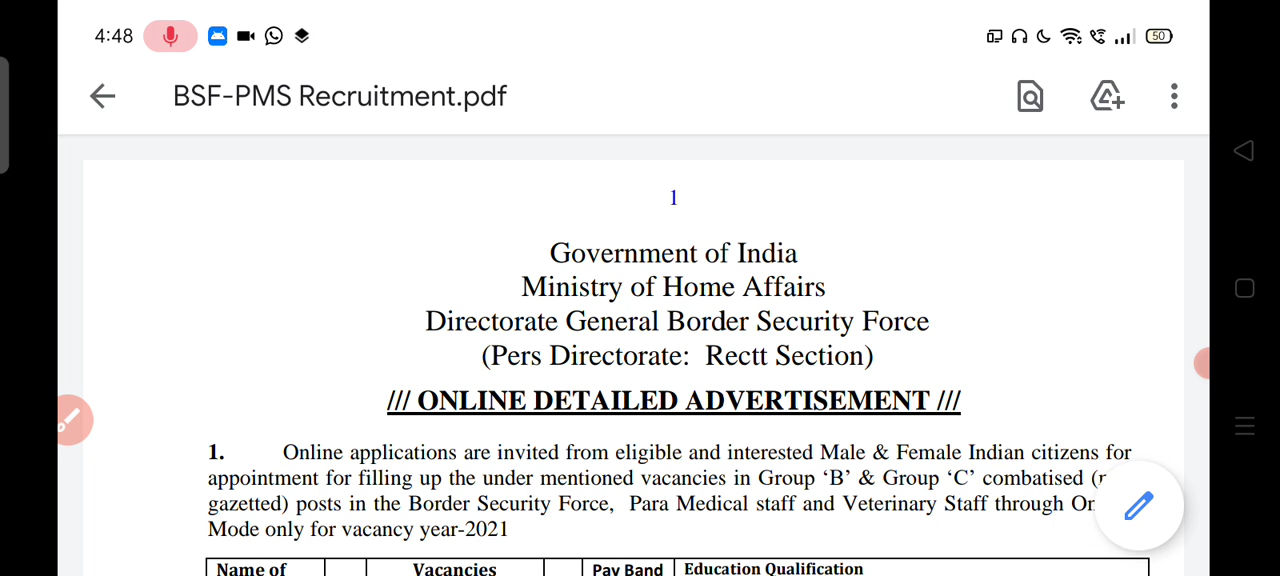 4:48
50
BSF-PMS Recruitment.pdf
1
Government of India
Ministry of Home Affairs
Directorate General Border Security Force
(Pers Directorate: Rectt Section)
/// ONLINE DETAILED ADVERTISEMENT ///
1. Online applications are invited from eligible and interested Male & Female Indian citizens for
appointment for filling up the under mentioned vacancies in Group ‘B’ & Group ‘C’ combatised
gazetted) posts in the Border Security Force, Para Medical staff and Veterinary Staff through
Mode only for vacancy year-2021
Name of Vacancies Pay Band Education Qualification